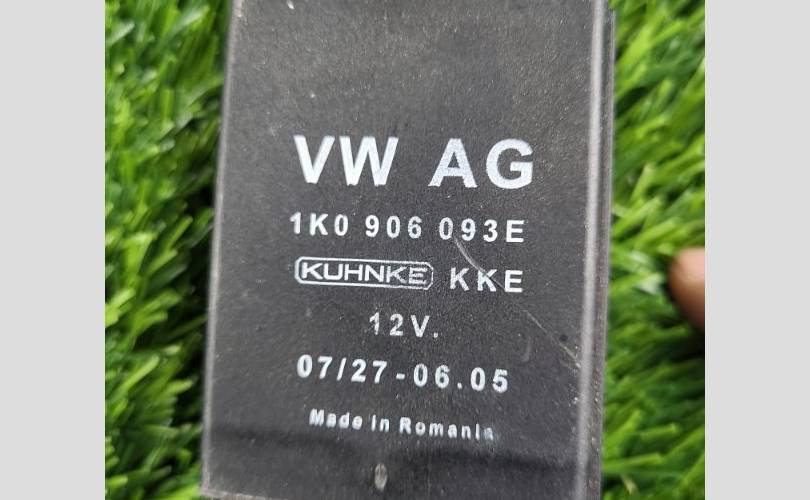 VW AG
1K0 906 093E
KUHNKE KKE
12V.
07/27-06.05
Made in Romania